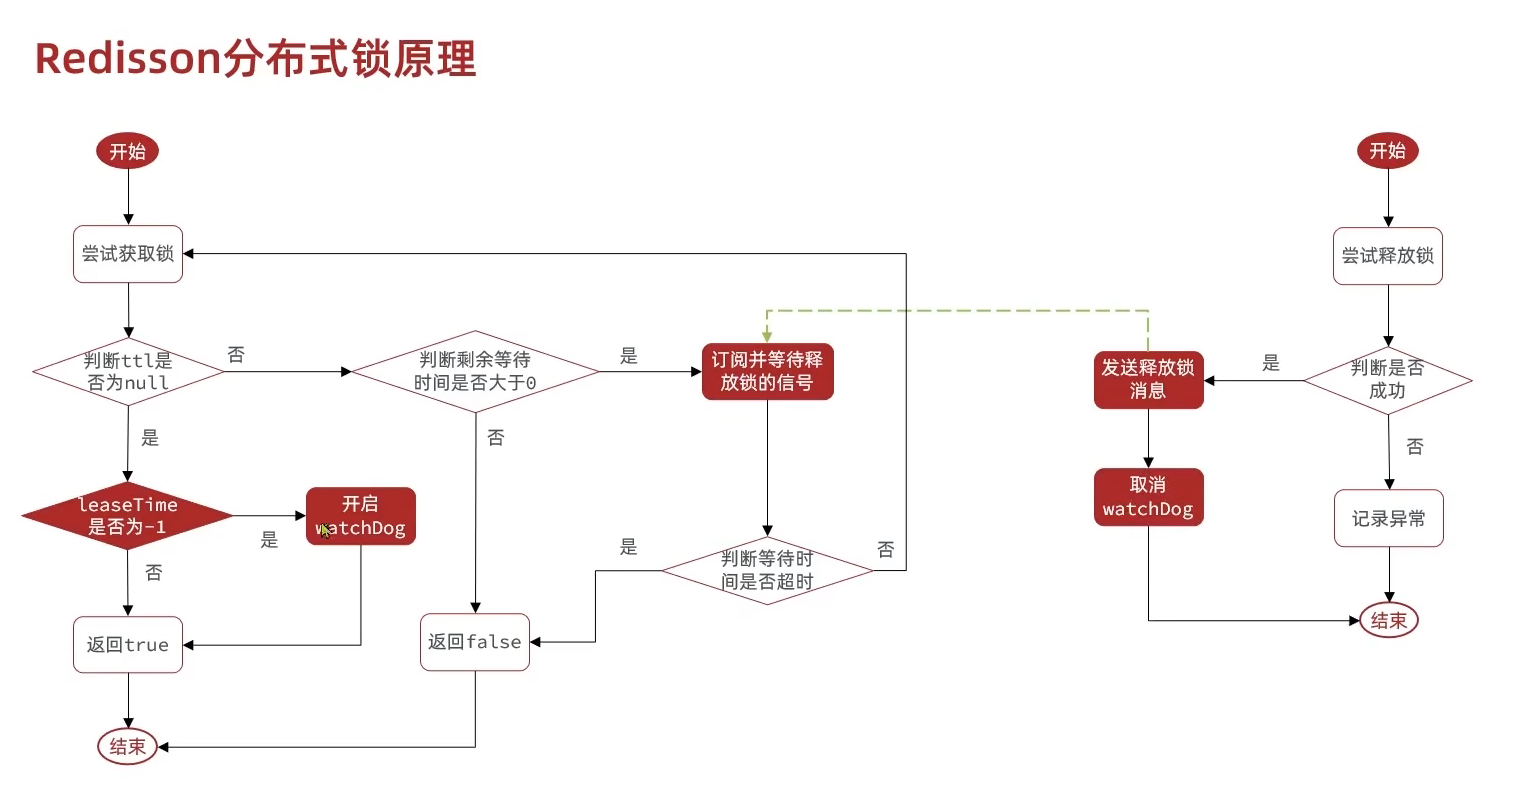 Redisson分布式锁原理
开始
尝试获取锁
判断ttl是
否为null
否
是
leaseTime
是否为-1
是
否
开启
watchDog
返回true
结束
判断剩余等待
时间是否大于0
是
否
返回false
订阅并等待释
放锁的信号
判断等待时
间是否超时
是
否
开始
尝试释放锁
判断是否
成功
是
否
发送释放锁
消息
取消
watchDog
记录异常
结束